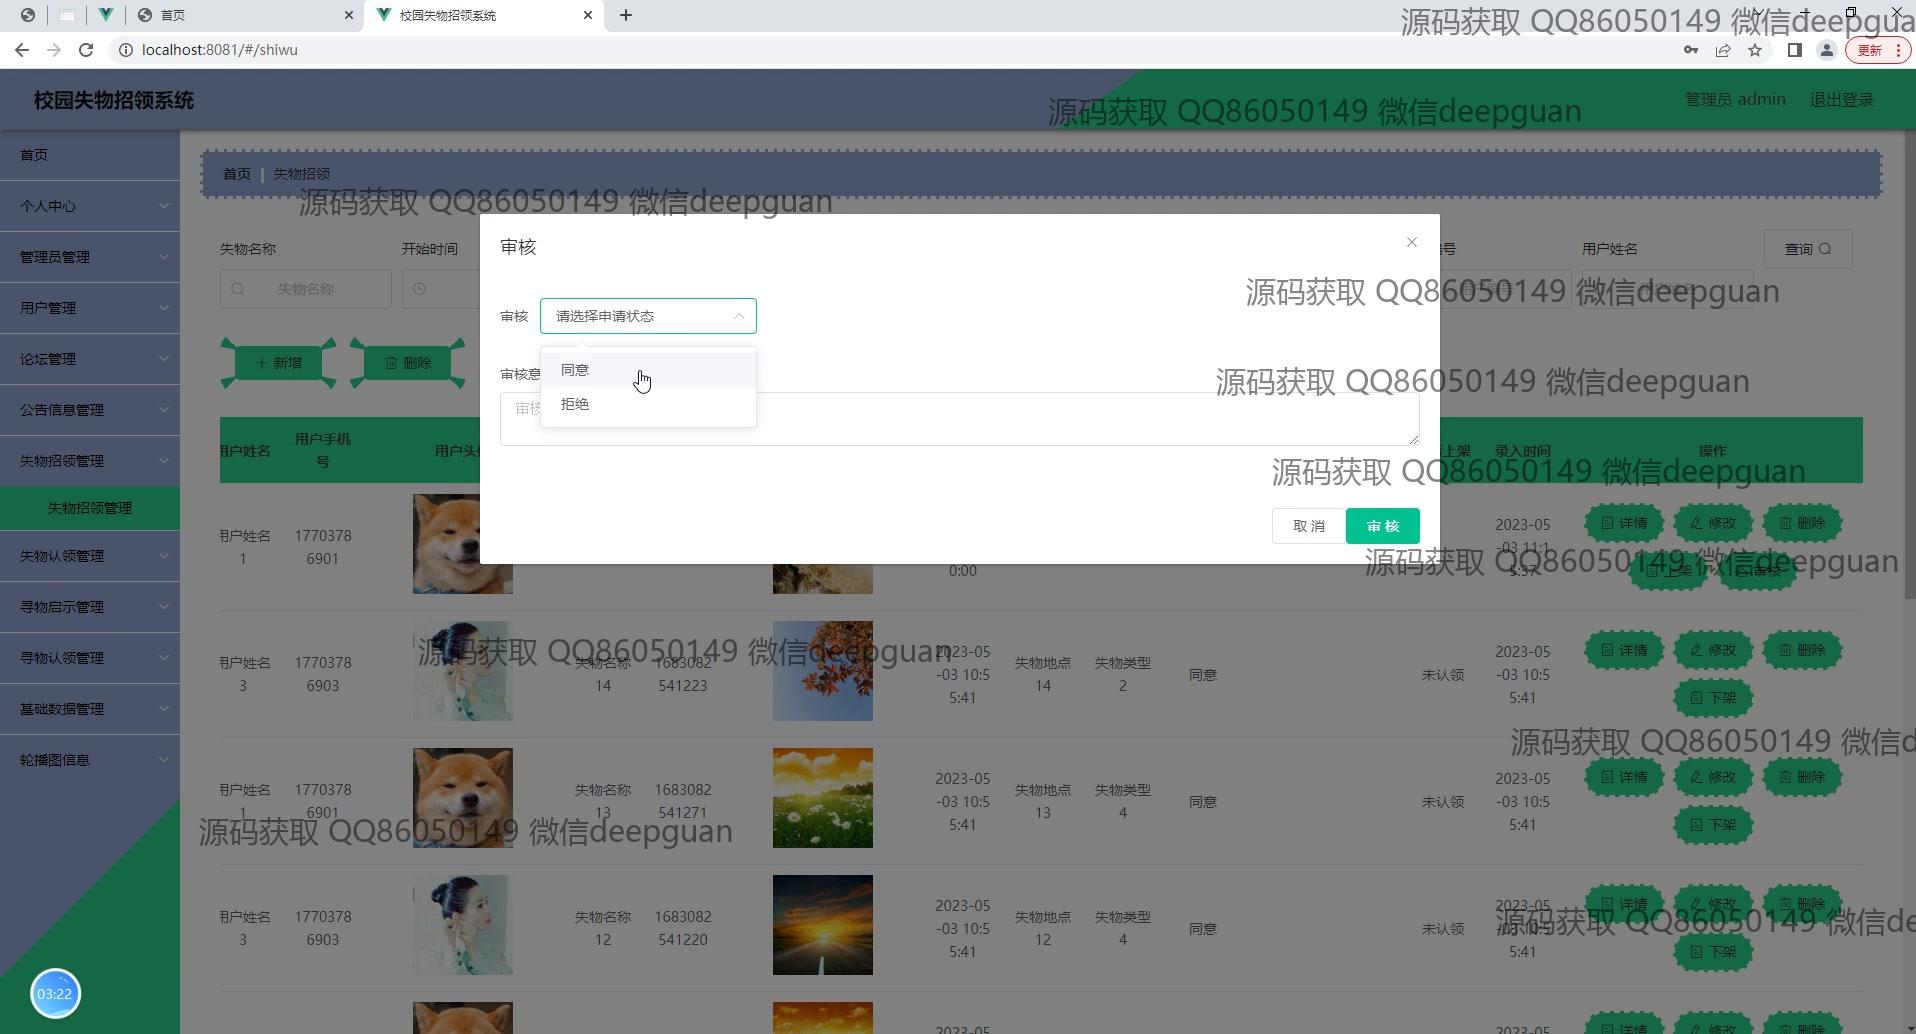 首页
校园失物招领系统
localhost:8081/#/shiwu
更新
源码获取 QQ86050149 微信deepgua
校园失物招领系统
源码获取 QQ86050149 微信deepguan
管理员 admin
退出登录
首页
个人中心
管理员管理
用户管理
论坛管理
公告信息管理
失物招领管理
失物招领管理
失物认领管理
寻物启示管理
寻物认领管理
基础数据管理
轮播图信息
03:22
首页 | 失物招领
源码获取 QQ86050149 微信deepguan
失物名称
开始时间
号
用户姓名
查询
失物名称
源码获取 QQ86050149 微信deepguan
新增
删除
审核
审核
请选择申请状态
同意
拒绝
审核意
审核
源码获取 QQ86050149 微信deepguan
取 消
审 核
源码获取 QQ86050149 微信deepguan
用户姓名
用户手机
号
用户头
上架
录入时间
操作
用户姓名
1
1770378
6901
0:00
2023-05
-03 11:1
5:37
详情
修改
删除
上架
审核
源码获取 QQ86050149 微信deepguan
用户姓名
3
1770378
6903
失物名称
14
1683082
541223
2023-05
-03 10:5
5:41
失物地点
14
失物类型
2
同意
未认领
2023-05
-03 10:5
5:41
详情
修改
删除
下架
源码获取 QQ86050149 微信deepguan
源码获取 QQ86050149 微信d
用户姓名
1
1770378
6901
失物名称
13
1683082
541271
2023-05
-03 10:5
5:41
失物地点
13
失物类型
4
同意
未认领
2023-05
-03 10:5
5:41
详情
修改
删除
下架
源码获取 QQ86050149 微信deepguan
用户姓名
3
1770378
6903
失物名称
12
1683082
541220
2023-05
-03 10:5
5:41
失物地点
12
失物类型
4
同意
未认领
2023-05
-03 10:5
5:41
详情
修改
删除
下架
源码获取 QQ86050149 微信de
2023-05
2023-05
详情
修改
删除